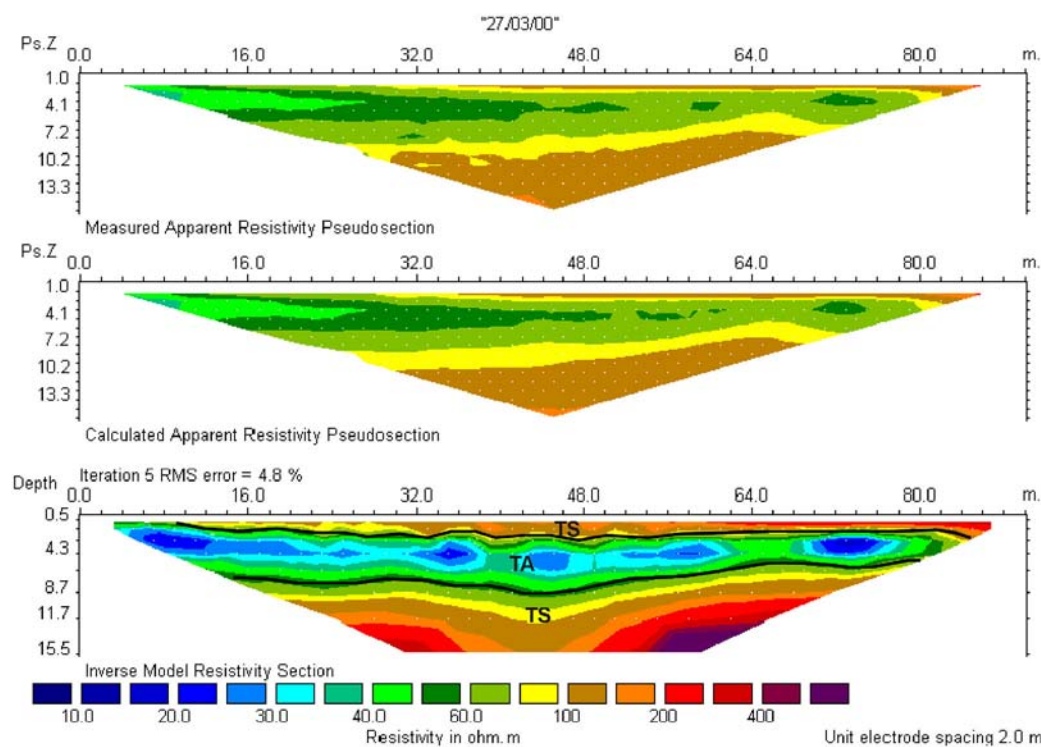 "27/03/00"
Ps.Z 0.0 16.0 32.0 48.0 64.0 80.0 m.
1.0
4.1
7.2
10.2
13.3
Measured Apparent Resistivity Pseudosection
Ps.Z 0.0 16.0 32.0 48.0 64.0 80.0 m.
1.0
4.1
7.2
10.2
13.3
Calculated Apparent Resistivity Pseudosection
Iteration 5 RMS error = 4.8 %
Depth 0.0 16.0 32.0 48.0 64.0 80.0 m.
0.5
TS
4.3
TA
8.7
11.7
TS
15.5
Inverse Model Resistivity Section
10.0 20.0 30.0 40.0 60.0 100 200 400
Resistivity in ohm.m Unit electrode spacing 2.0 m